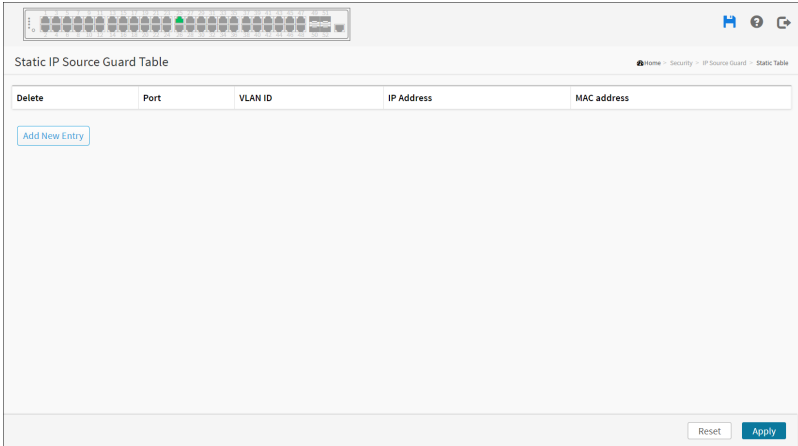 Static IP Source Guard Table
Home > Security > IP Source Guard > Static Table
Delete Port VLAN ID IP Address MAC address
Add New Entry
Reset Apply